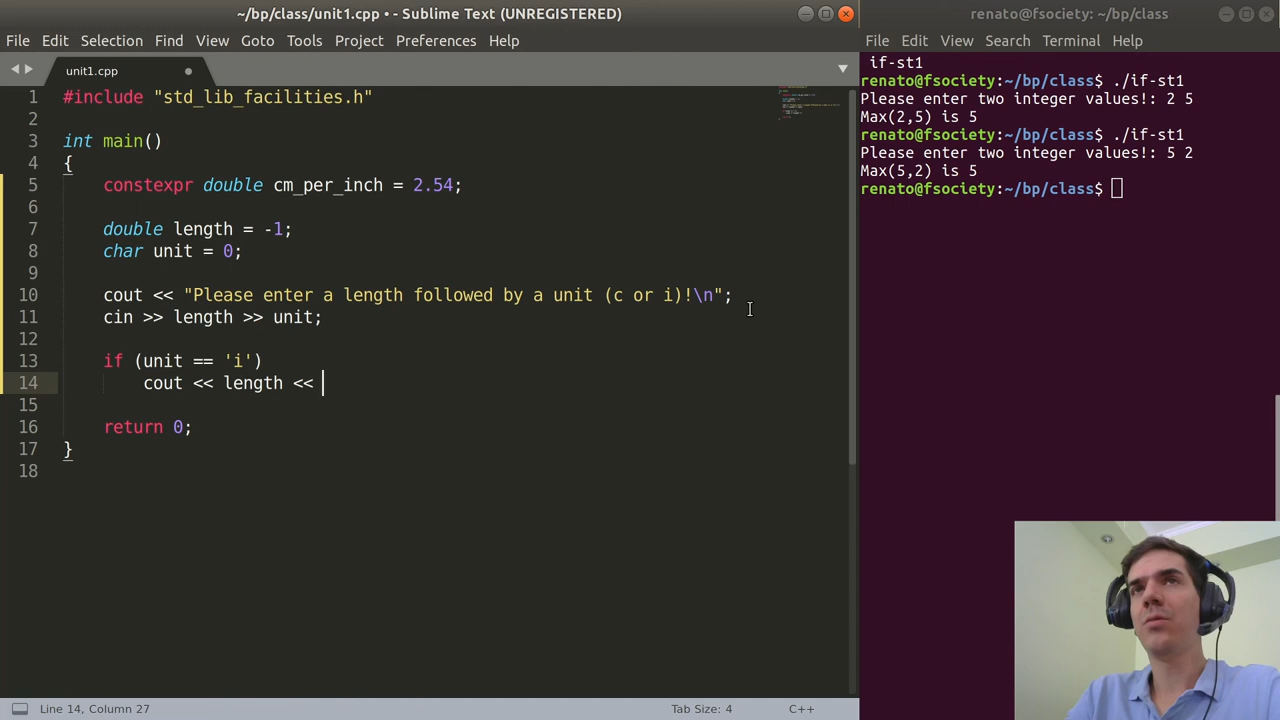 ~/bp/class/unit1.cpp • - Sublime Text (UNREGISTERED)
File Edit Selection Find View Goto Tools Project Preferences Help
unit1.cpp
1 #include "std_lib_facilities.h"
2
3 int main()
4 {
5 constexpr double cm_per_inch = 2.54;
6
7 double length = -1;
8 char unit = 0;
9
10 cout << "Please enter a length followed by a unit (c or i)!\n";
11 cin >> length >> unit;
12
13 if (unit == 'i')
14 cout << length <<
15
16 return 0;
17 }
18
Line 14, Column 27 Tab Size: 4 C++
renato@fsociety: ~/bp/class
File Edit View Search Terminal Help
if-st1
renato@fsociety:~/bp/class$ ./if-st1
Please enter two integer values!: 2 5
Max(2,5) is 5
renato@fsociety:~/bp/class$ ./if-st1
Please enter two integer values!: 5 2
Max(5,2) is 5
renato@fsociety:~/bp/class$